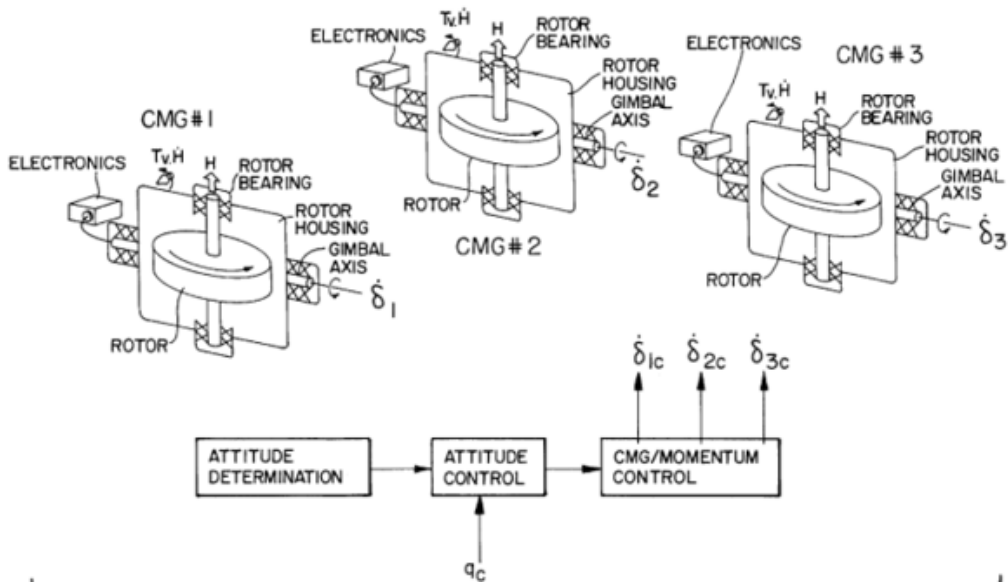 CMG#1
ELECTRONICS
Tv.Ḣ
H
ROTOR
BEARING
ROTOR
HOUSING
GIMBAL
AXIS
δ̇1
ROTOR
ELECTRONICS
Tv.Ḣ
H
ROTOR
BEARING
ROTOR
HOUSING
GIMBAL
AXIS
δ̇2
ROTOR
CMG#2
CMG#3
ELECTRONICS
Tv.Ḣ
H
ROTOR
BEARING
ROTOR
HOUSING
GIMBAL
AXIS
δ̇3
ROTOR
δ̇1c δ̇2c δ̇3c
ATTITUDE
DETERMINATION
ATTITUDE
CONTROL
CMG/MOMENTUM
CONTROL
qc